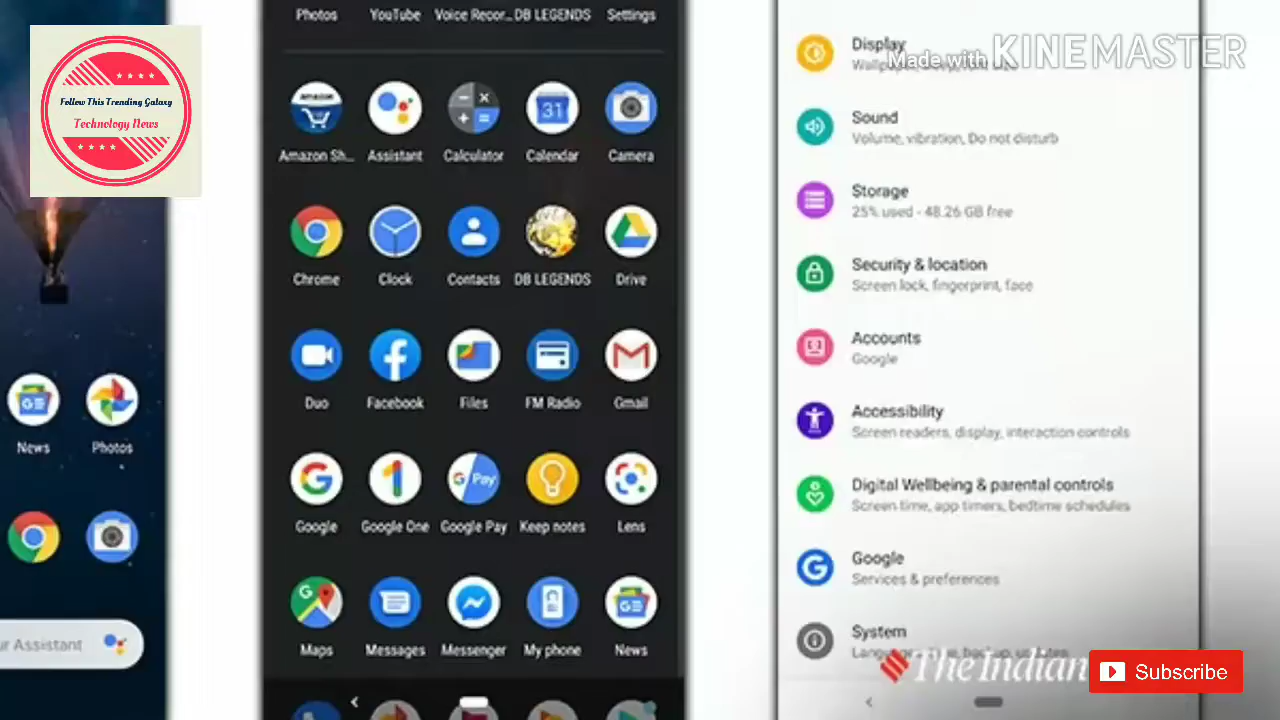 Follow This Trending Galaxy
Technology News
News
Photos
ur Assistant
Photos
YouTube
Voice Recor...
DB LEGENDS
Settings
amazon
Amazon Sh...
Assistant
31
Calculator
Calendar
Camera
Chrome
Clock
Contacts
DB LEGENDS
Drive
Duo
Facebook
Files
FM Radio
Gmail
G Pay
Google
Google One
Google Pay
Keep notes
Lens
Maps
Messages
Messenger
My phone
News
Made with KINEMASTER
Display
Sound
Volume, vibration, Do not disturb
Storage
25% used - 48.26 GB free
Security & location
Screen lock, fingerprint, face
Accounts
Google
Accessibility
Screen readers, display, interaction controls
Digital Wellbeing & parental controls
Screen time, app timers, bedtime schedules
Google
Services & preferences
System
The Indian
Subscribe